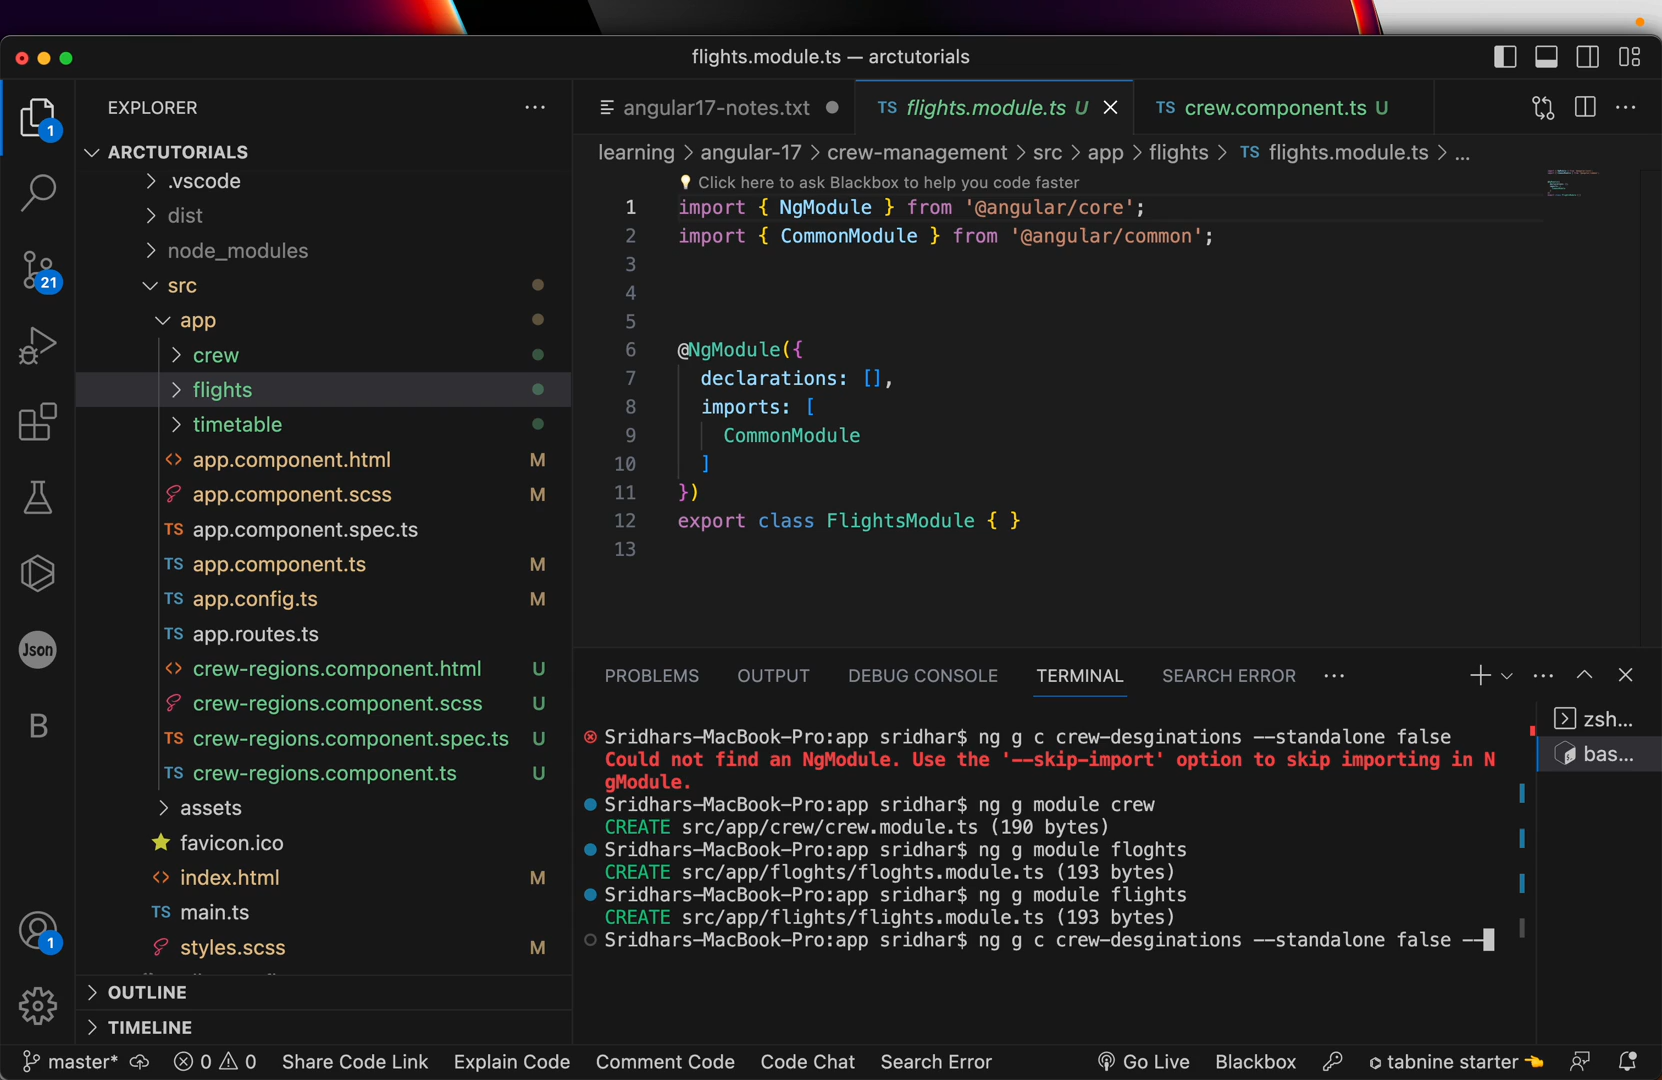 flights.module.ts — arctutorials
EXPLORER
ARCTUTORIALS
.vscode
dist
node_modules
src
app
crew
flights
timetable
<> app.component.html M
app.component.scss M
TS app.component.spec.ts
TS app.component.ts M
TS app.config.ts M
TS app.routes.ts
<> crew-regions.component.html U
crew-regions.component.scss U
TS crew-regions.component.spec.ts U
TS crew-regions.component.ts U
assets
favicon.ico
<> index.html M
TS main.ts
styles.scss M
OUTLINE
TIMELINE
1
21
Json
B
1
angular17-notes.txt
TS flights.module.ts U
TS crew.component.ts U
learning > angular-17 > crew-management > src > app > flights > TS flights.module.ts > ...
Click here to ask Blackbox to help you code faster
1 import { NgModule } from '@angular/core';
2 import { CommonModule } from '@angular/common';
3
4
5
6 @NgModule({
7 declarations: [],
8 imports: [
9 CommonModule
10 ]
11 })
12 export class FlightsModule { }
13
PROBLEMS OUTPUT DEBUG CONSOLE TERMINAL SEARCH ERROR ...
zsh...
bas...
Sridhars-MacBook-Pro:app sridhar$ ng g c crew-desginations --standalone false
Could not find an NgModule. Use the '--skip-import' option to skip importing in N
gModule.
Sridhars-MacBook-Pro:app sridhar$ ng g module crew
CREATE src/app/crew/crew.module.ts (190 bytes)
Sridhars-MacBook-Pro:app sridhar$ ng g module floghts
CREATE src/app/floghts/floghts.module.ts (193 bytes)
Sridhars-MacBook-Pro:app sridhar$ ng g module flights
CREATE src/app/flights/flights.module.ts (193 bytes)
Sridhars-MacBook-Pro:app sridhar$ ng g c crew-desginations --standalone false --
master* 0 0 Share Code Link Explain Code Comment Code Code Chat Search Error Go Live Blackbox tabnine starter